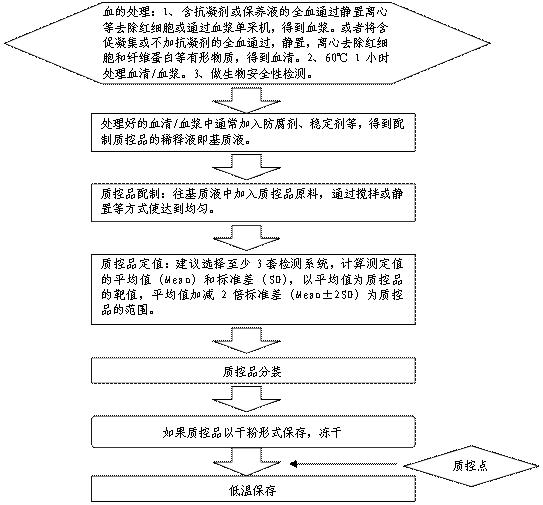 血的处理：1、含抗凝剂或保养液的全血通过静置离心
等去除红细胞或通过血浆单采机，得到血浆。或者将含
促凝集或不加抗凝剂的全血通过，静置，离心去除红细
胞和纤维蛋白等有形物质，得到血清。2、60℃ 1 小时
处理血清/血浆。3、做生物安全性检测。
处理好的血清/血浆中通常加入防腐剂、稳定剂等，得到配
制质控品的稀释液即基质液。
质控品配制：往基质液中加入质控品原料，通过搅拌或静
置等方式使达到均匀。
质控品定值：建议选择至少 3 套检测系统，计算测定值
的平均值（Mean）和标准差（SD），以平均值为质控品
的靶值，平均值加减 2 倍标准差（Mean±2SD）为质控
品的范围。
质控品分装
如果质控品以干粉形式保存，冻干
质控点
低温保存